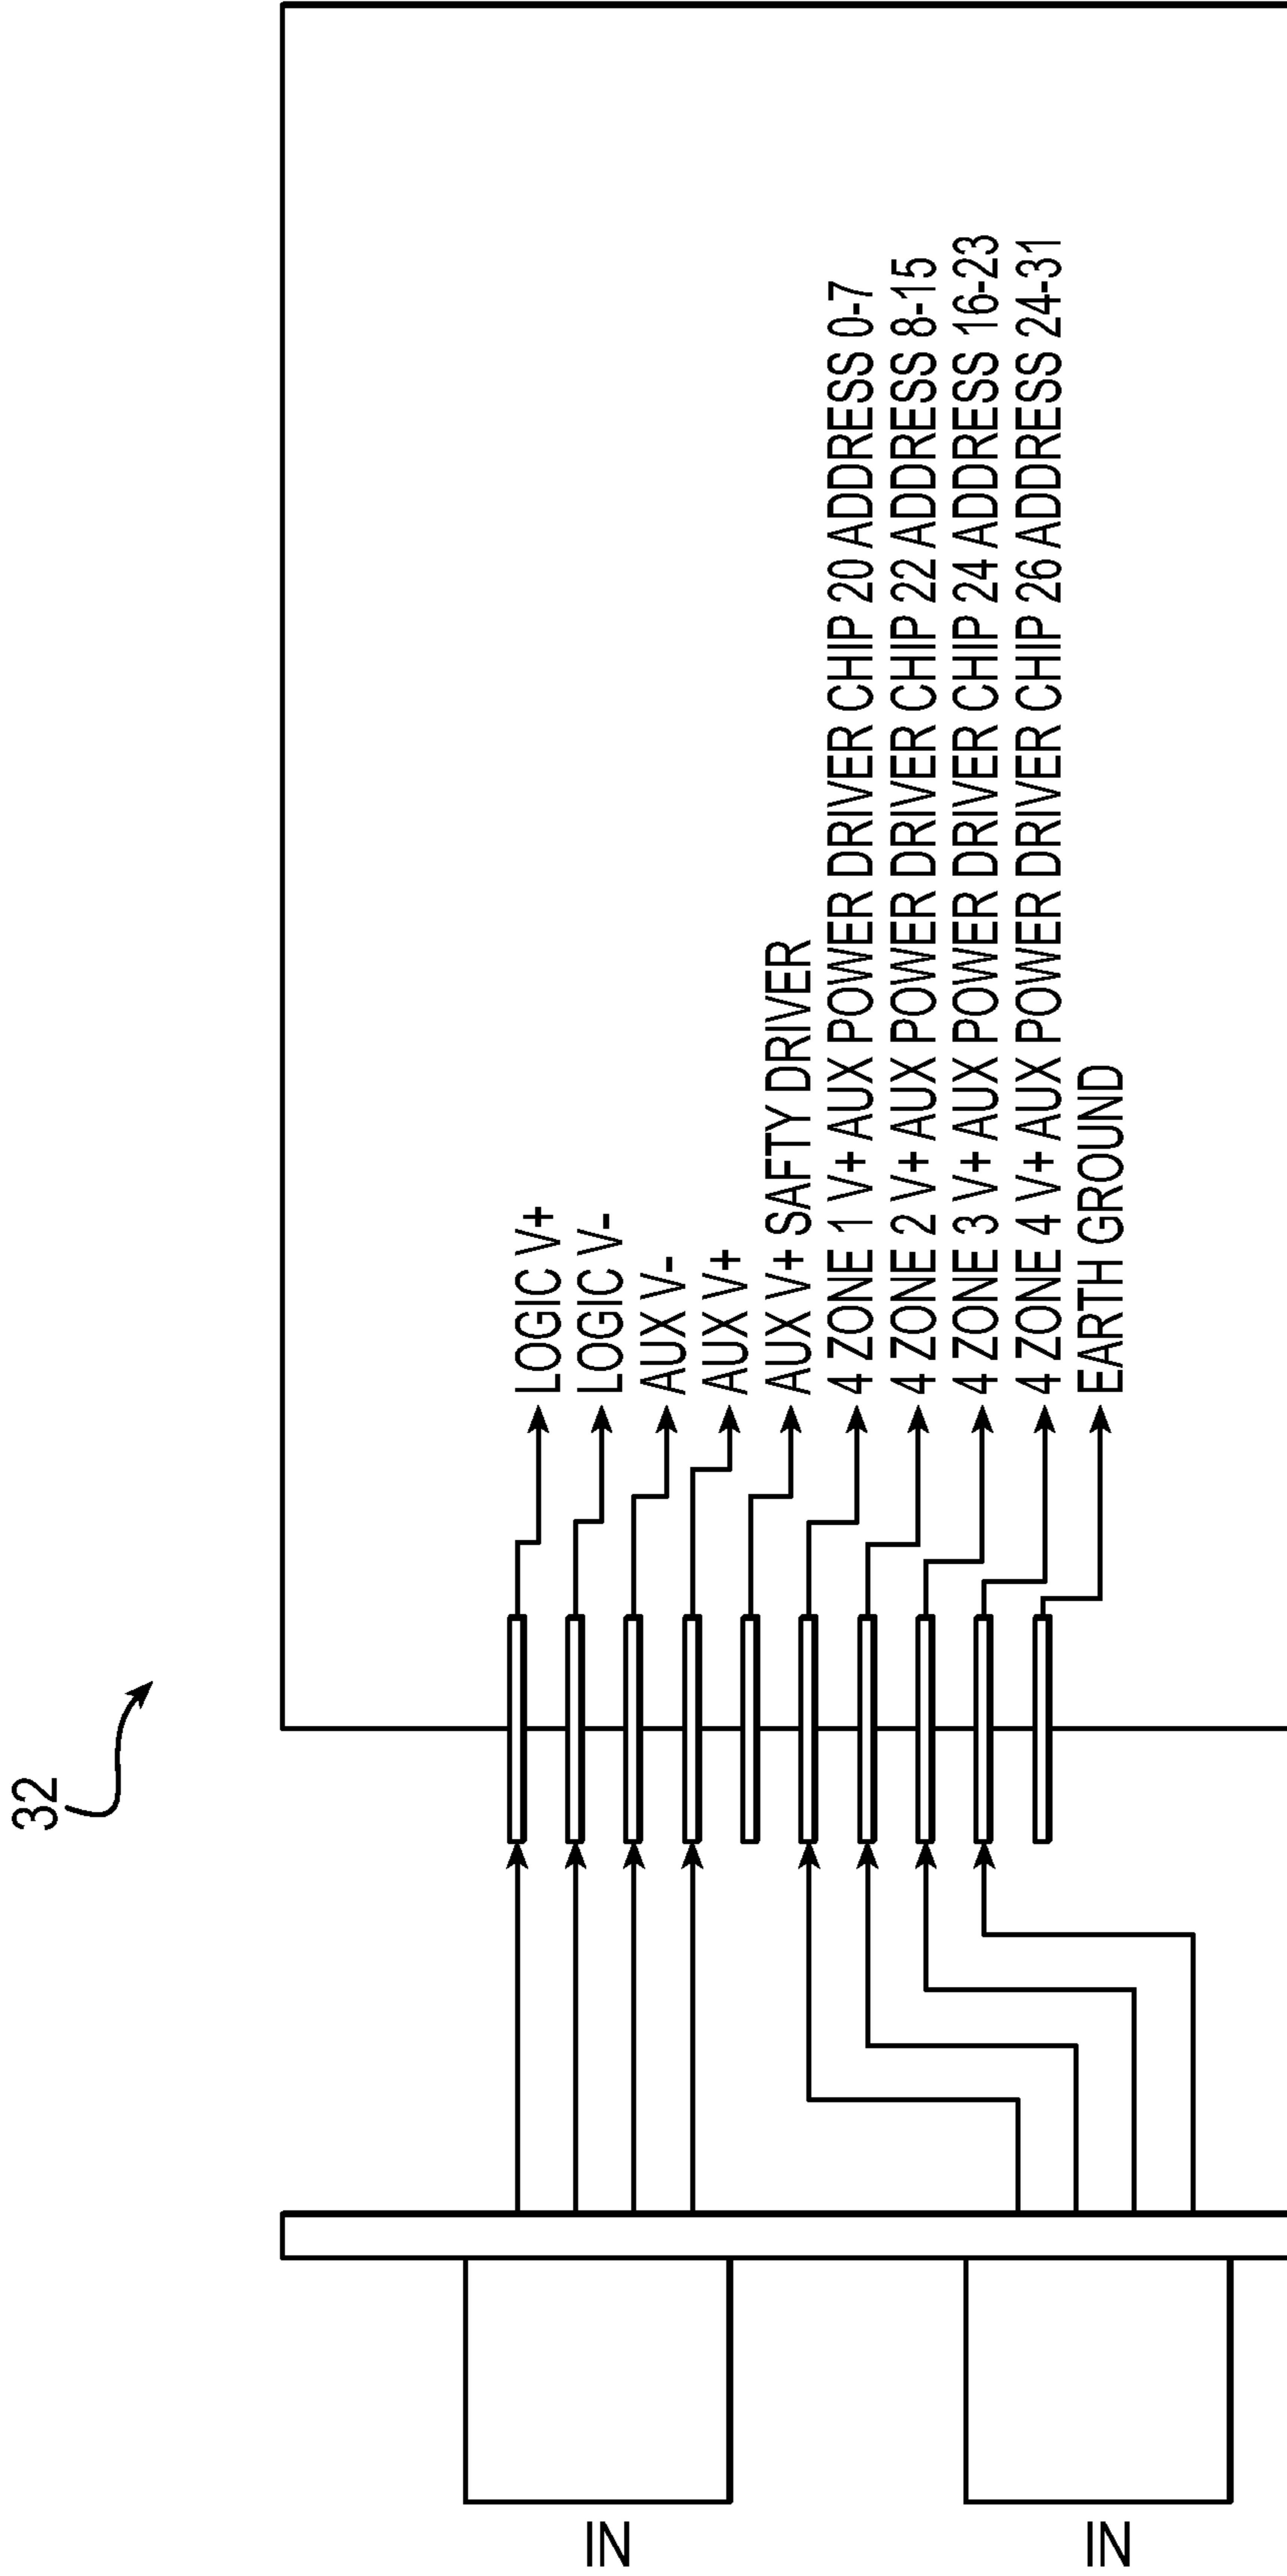 32
LOGIC V+
LOGIC V-
AUX V-
AUX V+
AUX V+ SAFTY DRIVER
4 ZONE 1 V+ AUX POWER DRIVER CHIP 20 ADDRESS 0-7
4 ZONE 2 V+ AUX POWER DRIVER CHIP 22 ADDRESS 8-15
4 ZONE 3 V+ AUX POWER DRIVER CHIP 24 ADDRESS 16-23
4 ZONE 4 V+ AUX POWER DRIVER CHIP 26 ADDRESS 24-31
EARTH GROUND
IN
IN